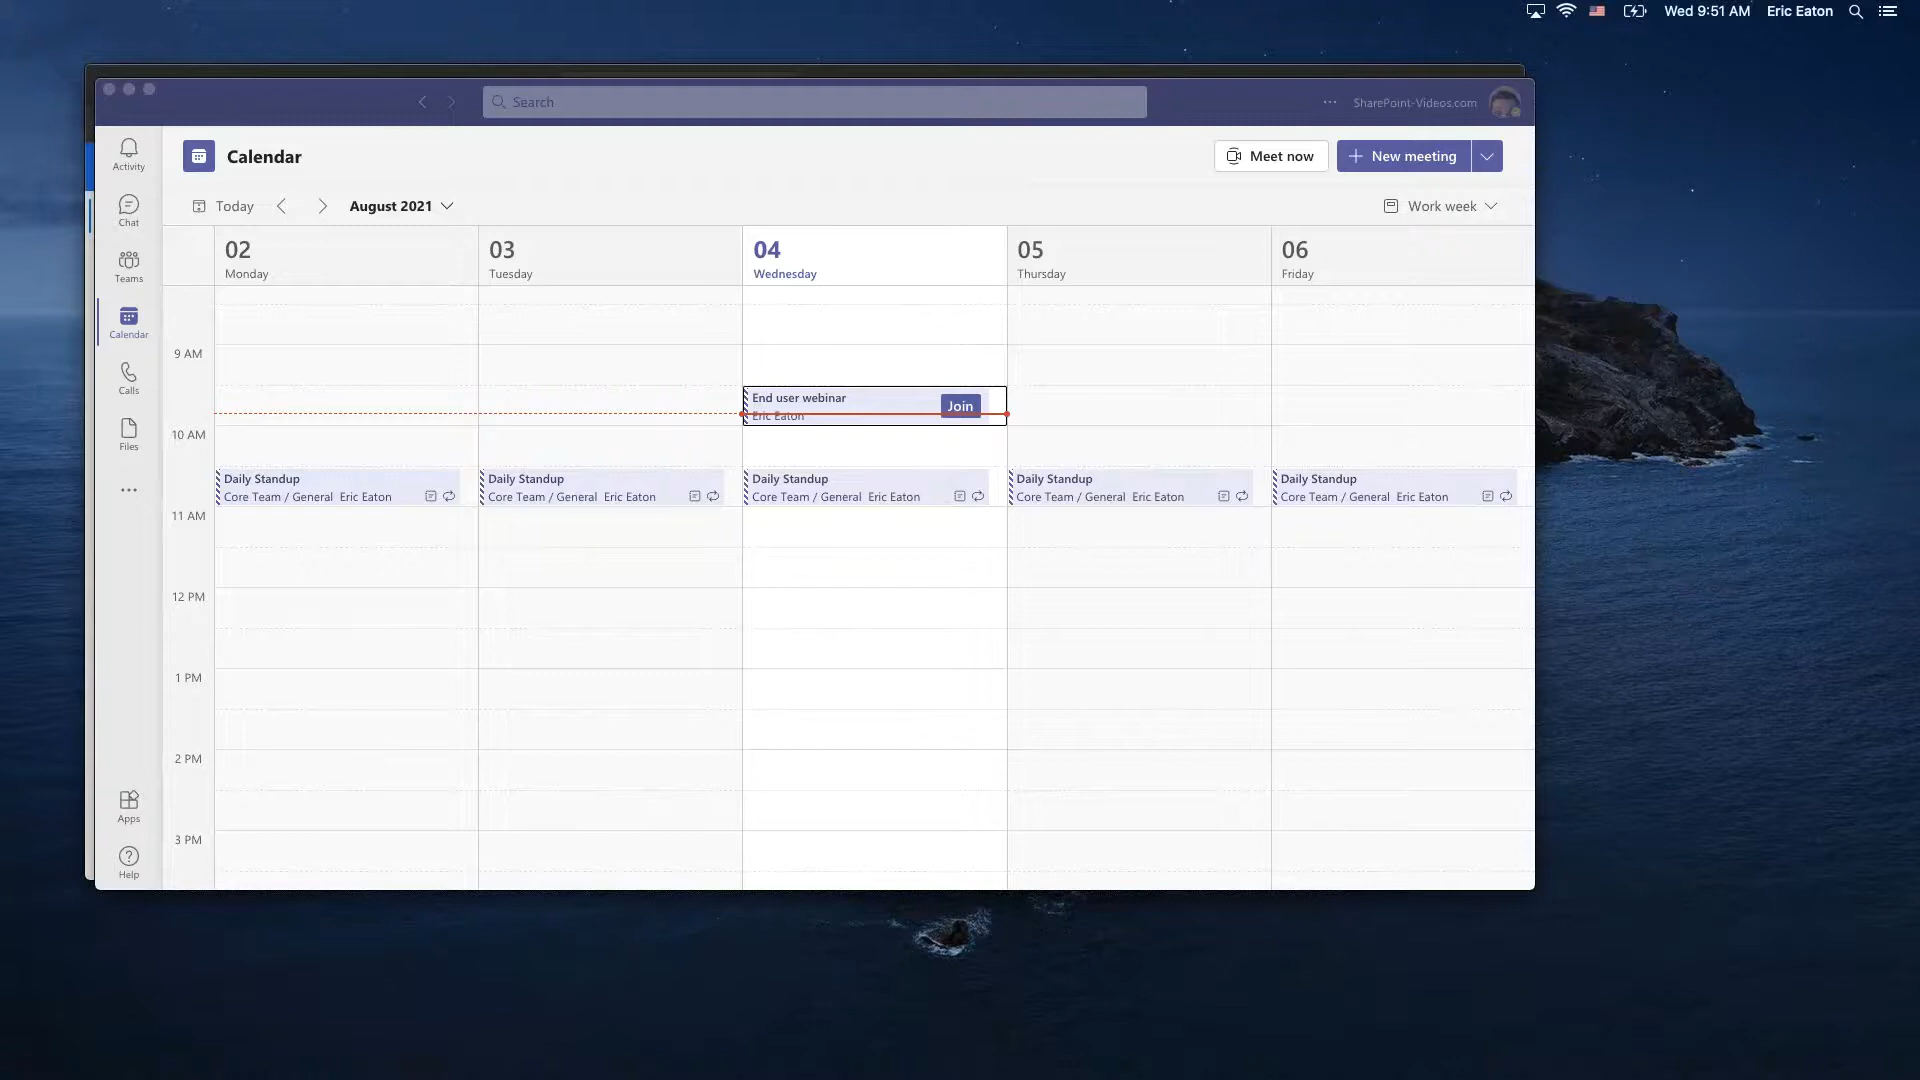 Wed 9:51 AM Eric Eaton
Search
SharePoint-Videos.com
Activity
Chat
Teams
Calendar
Calls
Files
Apps
Help
Calendar
Meet now
New meeting
Today
August 2021
Work week
02
Monday
03
Tuesday
04
Wednesday
05
Thursday
06
Friday
9 AM
End user webinar
Eric Eaton
Join
10 AM
Daily Standup
Core Team / General Eric Eaton
Daily Standup
Core Team / General Eric Eaton
Daily Standup
Core Team / General Eric Eaton
Daily Standup
Core Team / General Eric Eaton
Daily Standup
Core Team / General Eric Eaton
11 AM
12 PM
1 PM
2 PM
3 PM